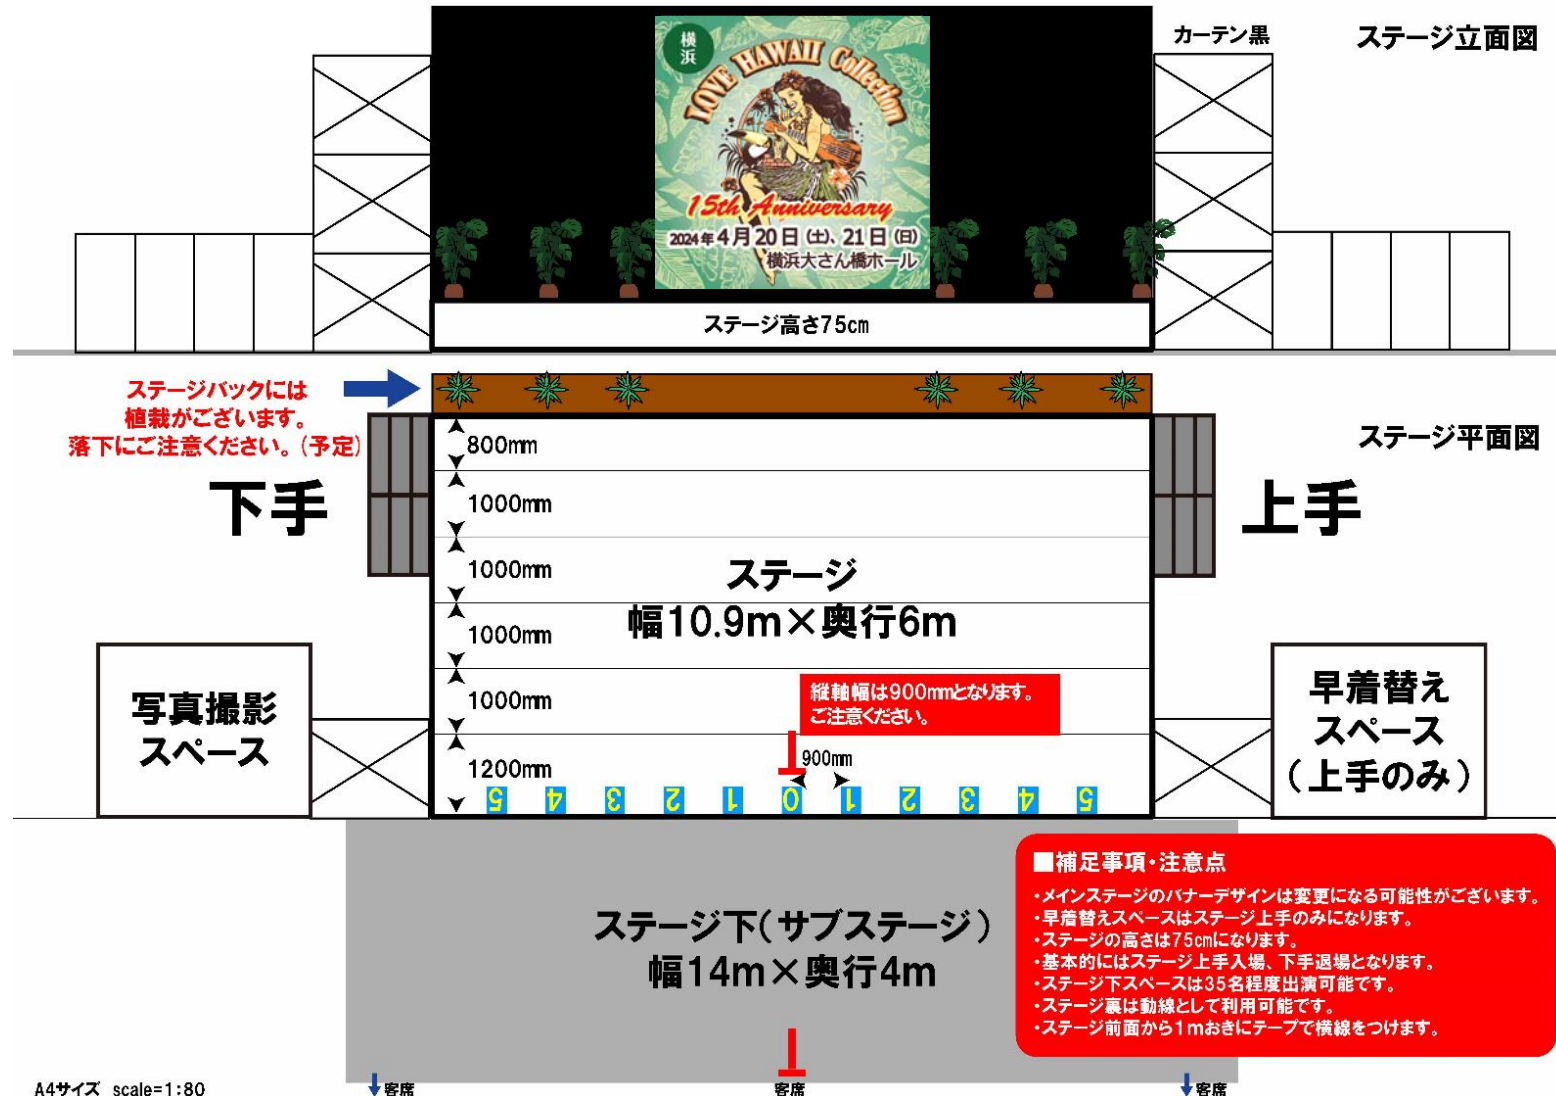 カーテン黒
ステージ立面図
横浜
LOVE HAWAII Collection
15th Anniversary
2024年4月20日(土)、21日(日)
横浜大さん橋ホール
ステージ高さ75cm
ステージバックには
植栽がございます。
落下にご注意ください。(予定)
ステージ平面図
下手
上手
800mm
1000mm
1000mm
1000mm
1000mm
1200mm
ステージ
幅10.9m×奥行6m
縦軸幅は900mmとなります。
ご注意ください。
900mm
5 4 3 2 1 0 1 2 3 4 5
写真撮影
スペース
早着替え
スペース
(上手のみ)
ステージ下(サブステージ)
幅14m×奥行4m
■補足事項・注意点
・メインステージのバナーデザインは変更になる可能性がございます。
・早着替えスペースはステージ上手のみになります。
・ステージの高さは75cmになります。
・基本的にはステージ上手入場、下手退場となります。
・ステージ下スペースは35名程度出演可能です。
・ステージ裏は動線として利用可能です。
・ステージ前面から1mおきにテープで横線をつけます。
A4サイズ scale=1:80
客席
客席
客席